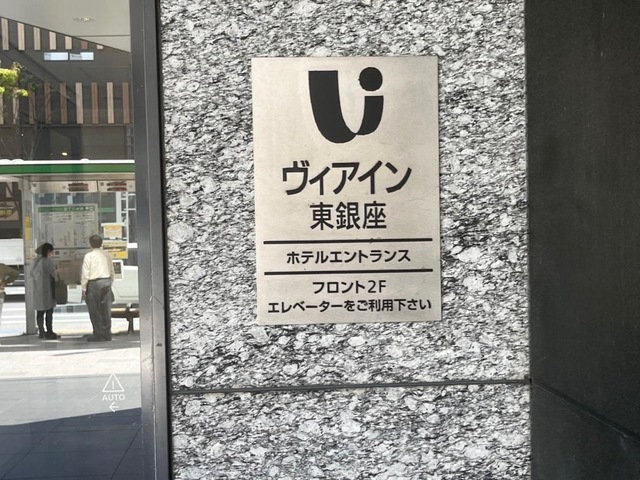 ヴィアイン
東銀座
ホテルエントランス
フロント2F
エレベーターをご利用下さい
AUTO